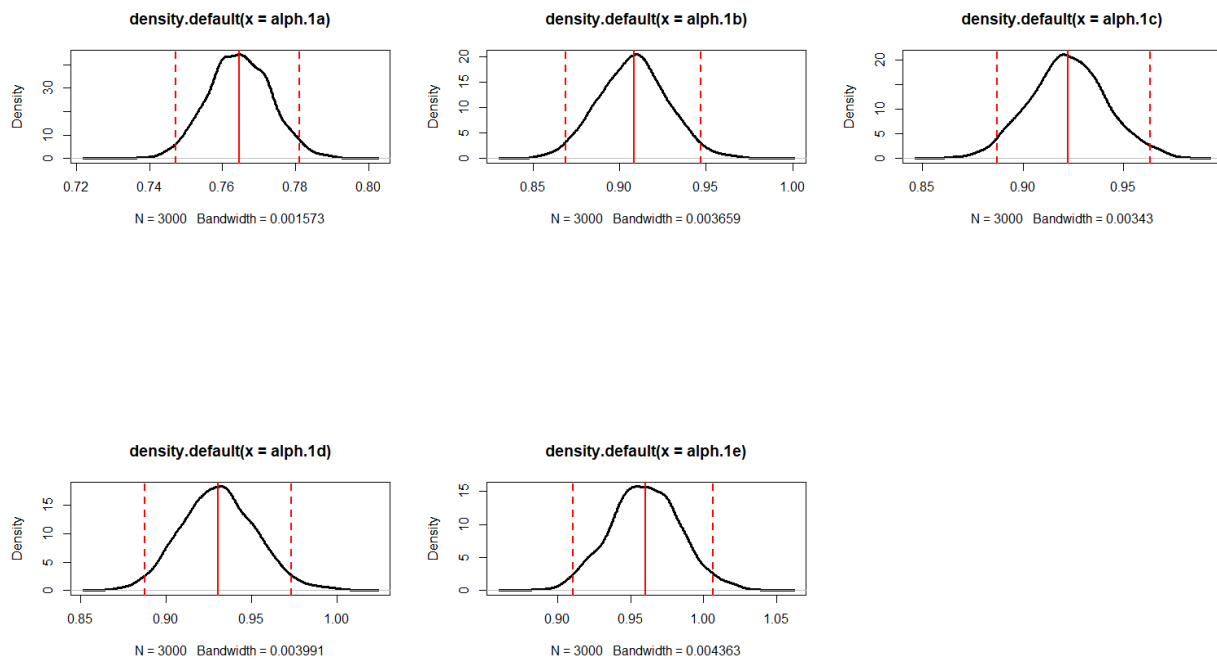 density.default(x = alph.1a)
Density
10
30
0
0.72 0.74 0.76 0.78 0.80
N = 3000 Bandwidth = 0.001573
density.default(x = alph.1b)
Density
20
15
10
5
0
0.85 0.90 0.95 1.00
N = 3000 Bandwidth = 0.003659
density.default(x = alph.1c)
Density
20
10
5
0
0.85 0.90 0.95
N = 3000 Bandwidth = 0.00343
density.default(x = alph.1d)
Density
15
10
5
0
0.85 0.90 0.95 1.00
N = 3000 Bandwidth = 0.003991
density.default(x = alph.1e)
Density
15
10
5
0
0.90 0.95 1.00 1.05
N = 3000 Bandwidth = 0.004363